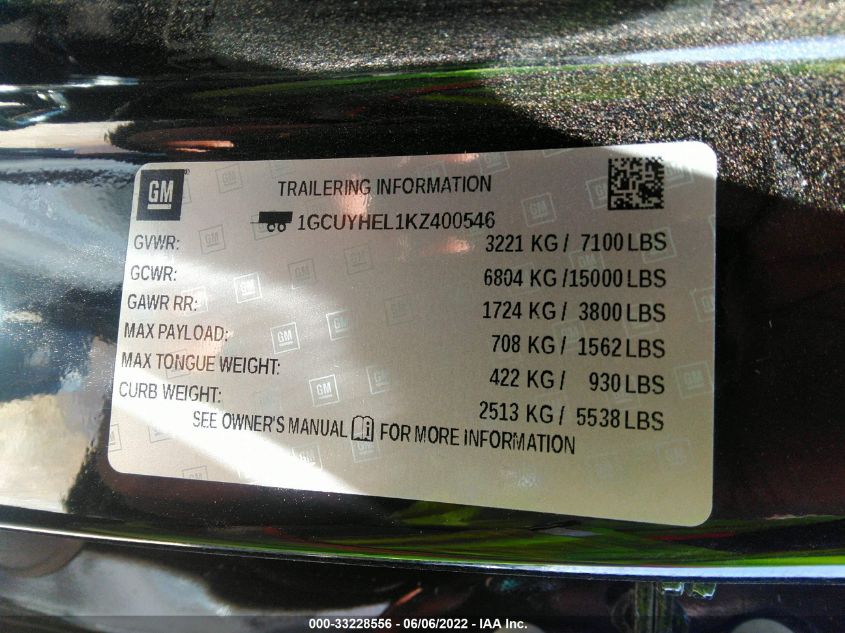 GM
TRAILERING INFORMATION
1GCUYHEL1KZ400546
GVWR: 3221 KG / 7100 LBS
GCWR: 6804 KG /15000 LBS
GAWR RR: 1724 KG / 3800 LBS
MAX PAYLOAD: 708 KG / 1562 LBS
MAX TONGUE WEIGHT: 422 KG / 930 LBS
CURB WEIGHT: 2513 KG / 5538 LBS
SEE OWNER'S MANUAL FOR MORE INFORMATION
000-33228556 - 06/06/2022 - IAA Inc.